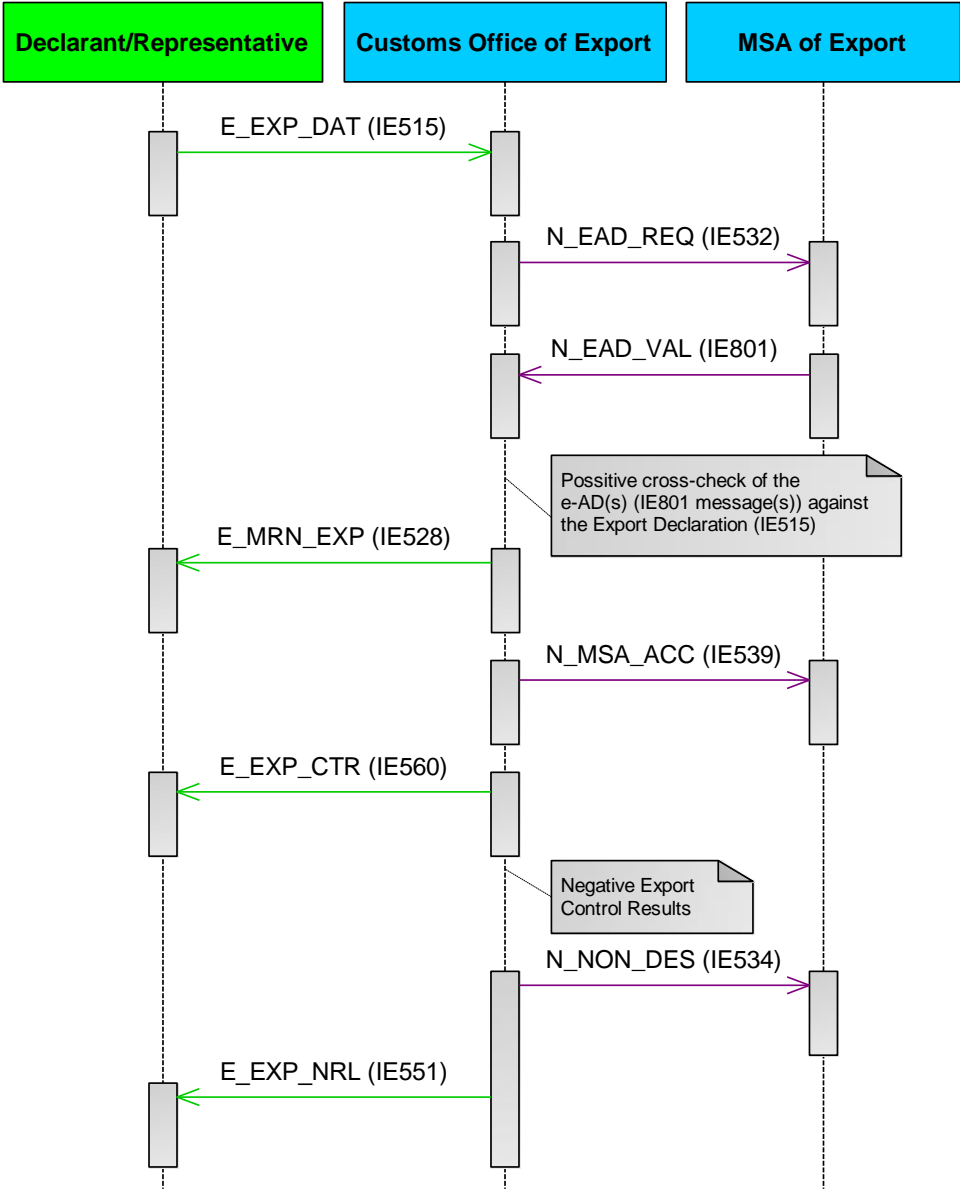 Declarant/Representative
Customs Office of Export
MSA of Export
E_EXP_DAT (IE515)
N_EAD_REQ (IE532)
N_EAD_VAL (IE801)
Possitive cross-check of the
e-AD(s) (IE801 message(s)) against
the Export Declaration (IE515)
E_MRN_EXP (IE528)
N_MSA_ACC (IE539)
E_EXP_CTR (IE560)
Negative Export
Control Results
N_NON_DES (IE534)
E_EXP_NRL (IE551)